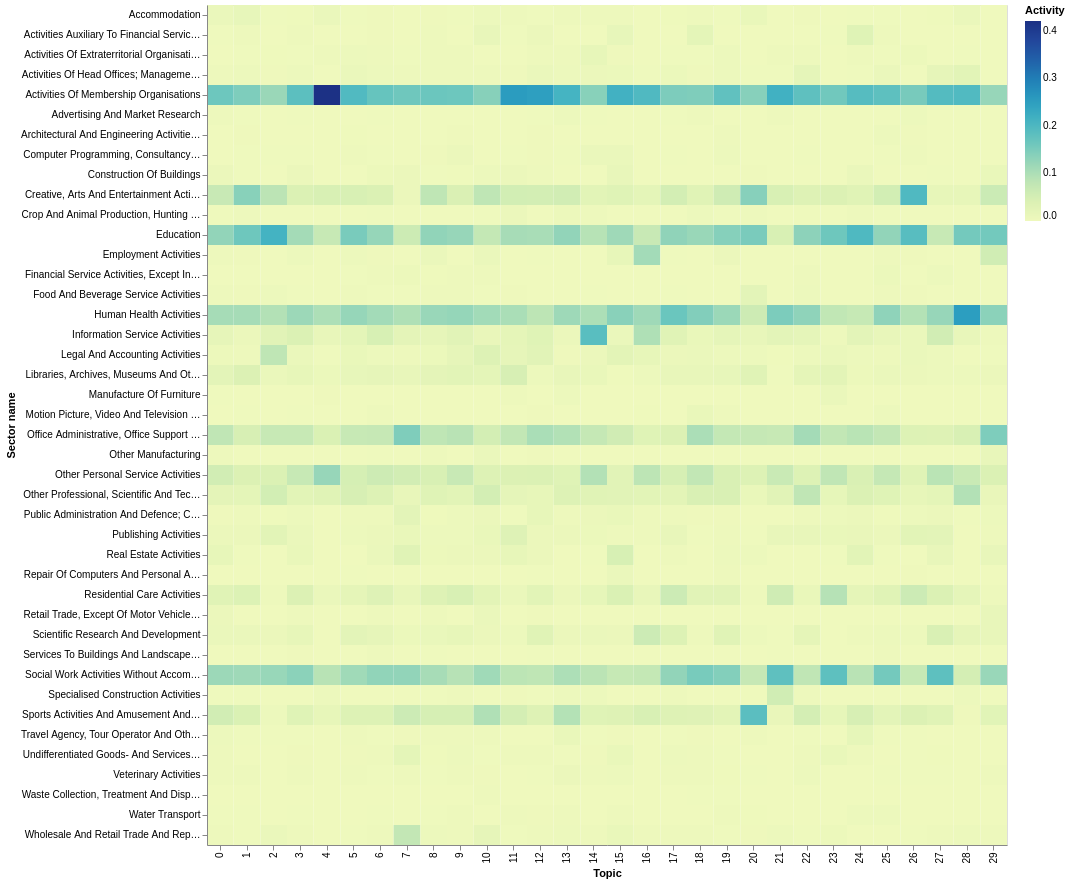 Activity
0.4
0.3
0.2
0.1
0.0
Sector name
Accommodation
Activities Auxiliary To Financial Servic…
Activities Of Extraterritorial Organisati…
Activities Of Head Offices; Manageme…
Activities Of Membership Organisations
Advertising And Market Research
Architectural And Engineering Activitie…
Computer Programming, Consultancy…
Construction Of Buildings
Creative, Arts And Entertainment Acti…
Crop And Animal Production, Hunting …
Education
Employment Activities
Financial Service Activities, Except In…
Food And Beverage Service Activities
Human Health Activities
Information Service Activities
Legal And Accounting Activities
Libraries, Archives, Museums And Ot…
Manufacture Of Furniture
Motion Picture, Video And Television …
Office Administrative, Office Support …
Other Manufacturing
Other Personal Service Activities
Other Professional, Scientific And Tec…
Public Administration And Defence; C…
Publishing Activities
Real Estate Activities
Repair Of Computers And Personal A…
Residential Care Activities
Retail Trade, Except Of Motor Vehicle…
Scientific Research And Development
Services To Buildings And Landscape…
Social Work Activities Without Accom…
Specialised Construction Activities
Sports Activities And Amusement And…
Travel Agency, Tour Operator And Oth…
Undifferentiated Goods- And Services…
Veterinary Activities
Waste Collection, Treatment And Disp…
Water Transport
Wholesale And Retail Trade And Rep…
0 1 2 3 4 5 6 7 8 9 10 11 12 13 14 15 16 17 18 19 20 21 22 23 24 25 26 27 28 29
Topic